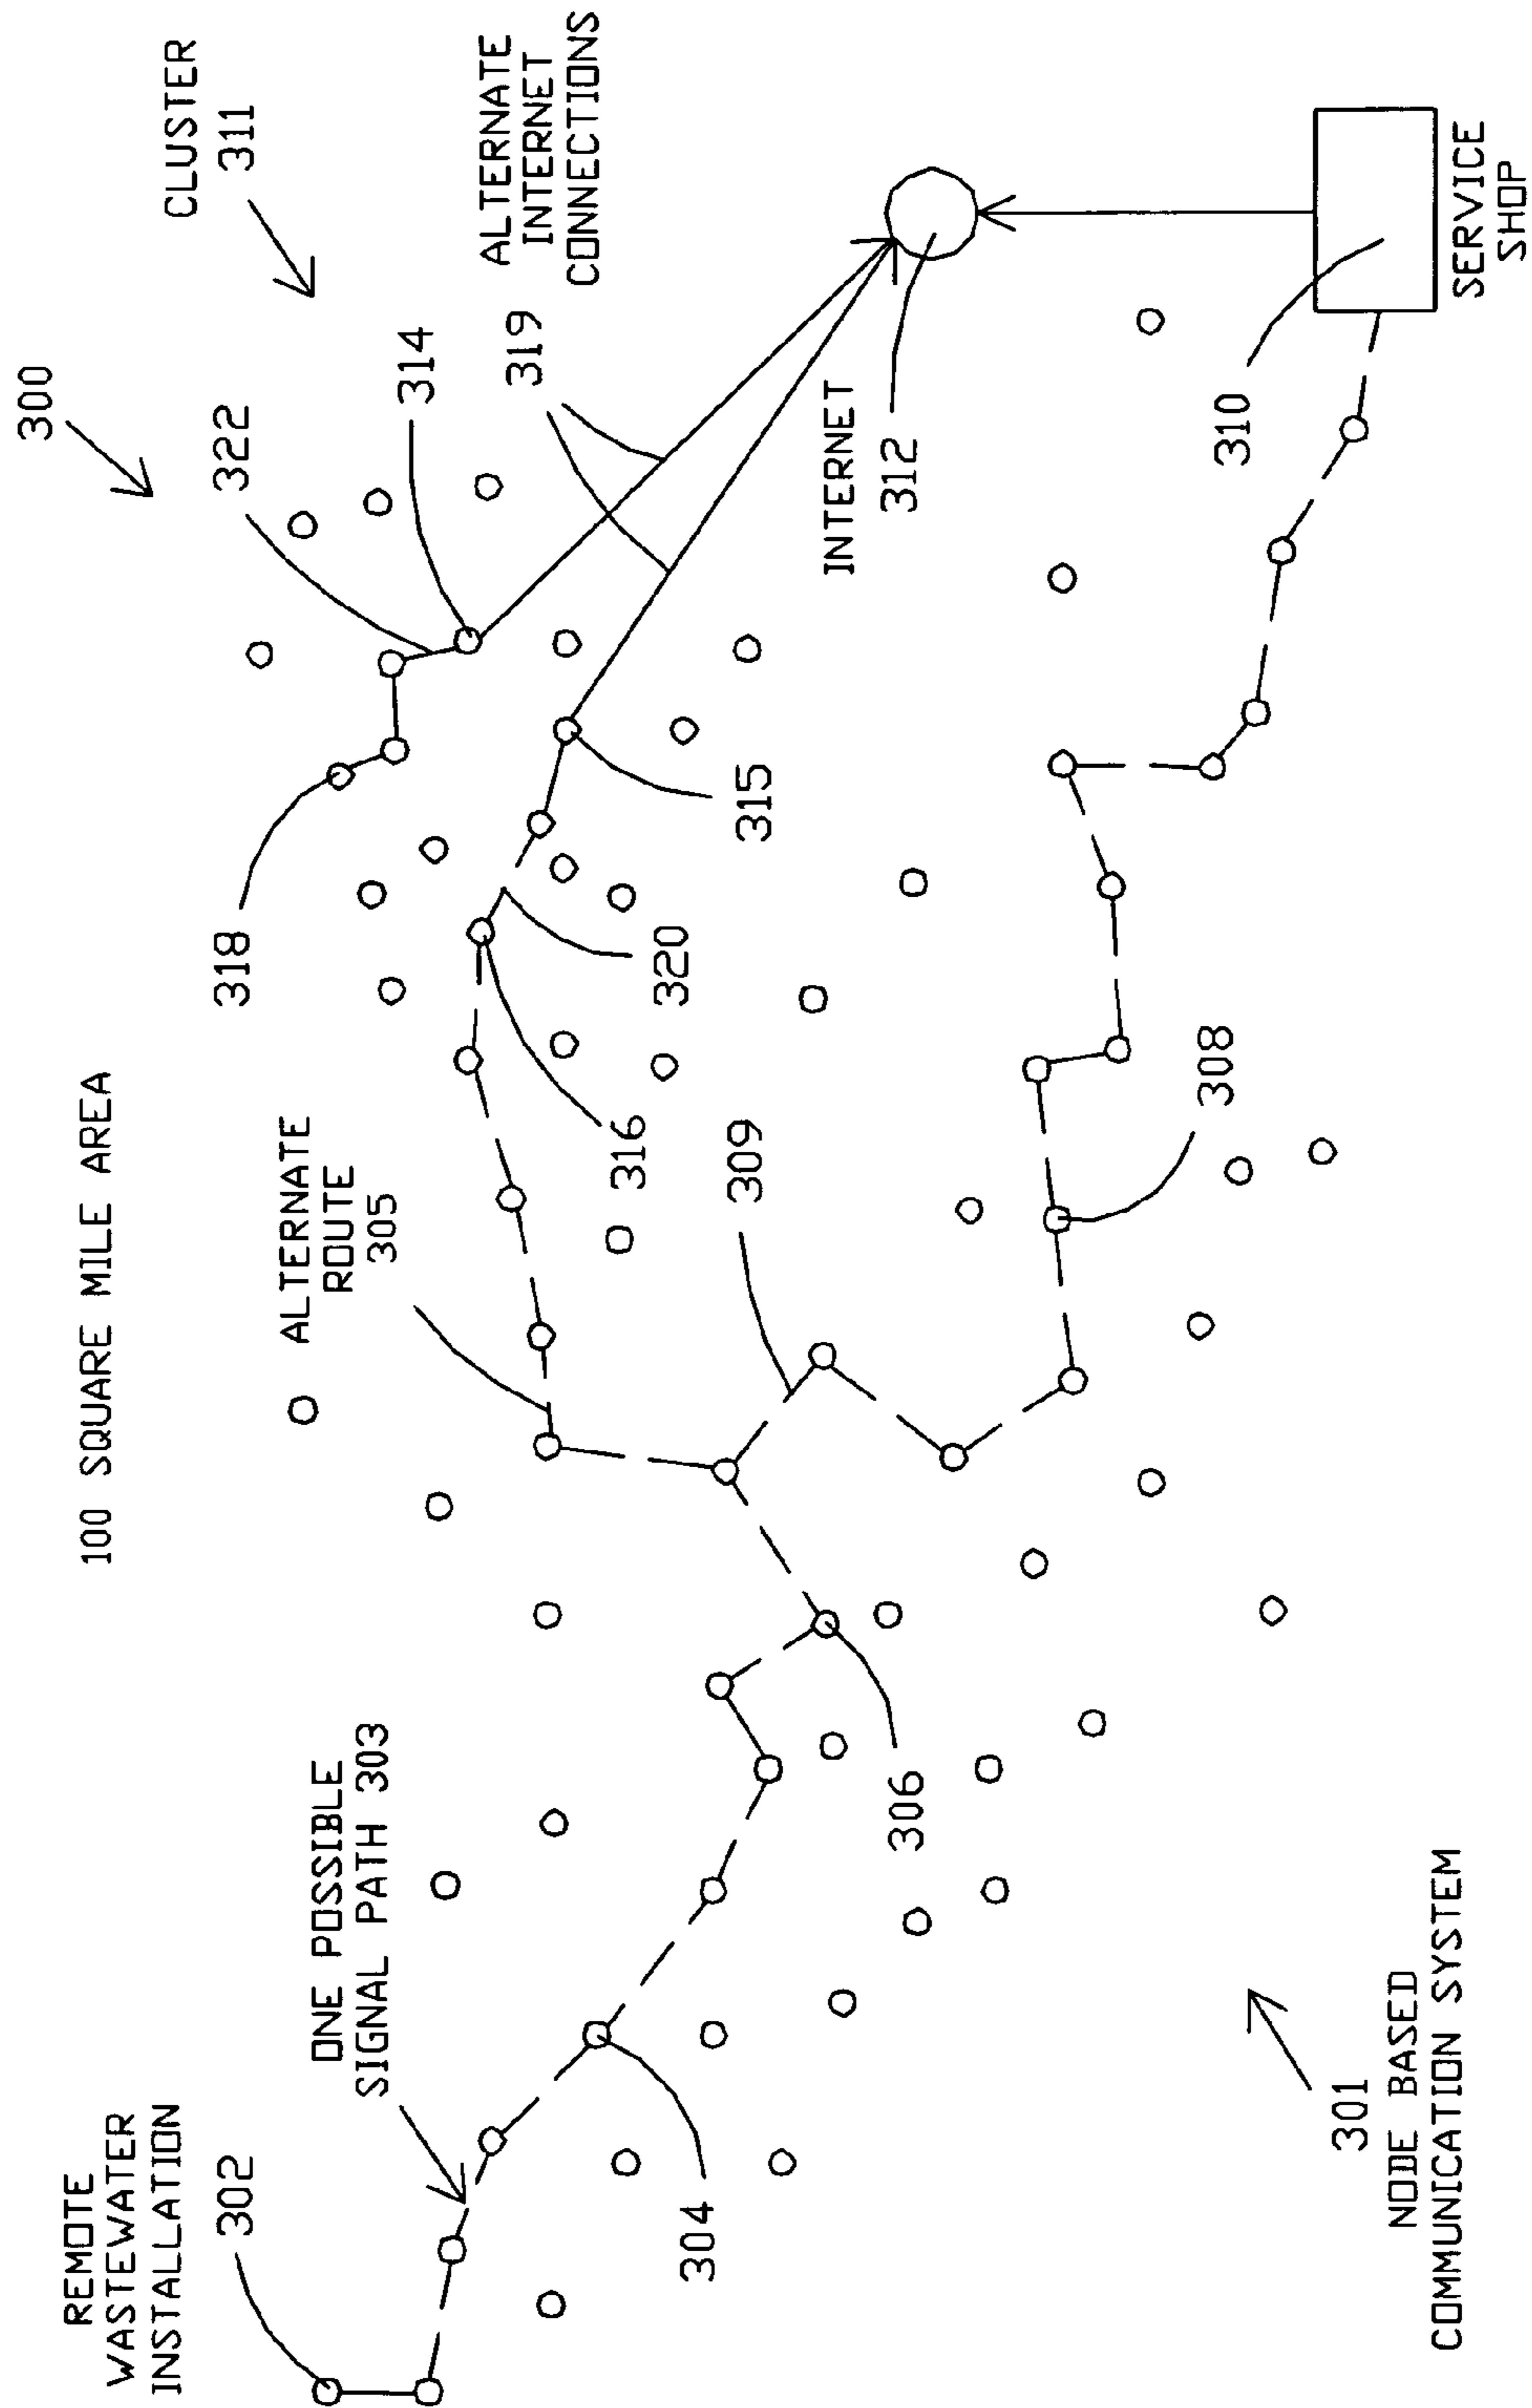 100 SQUARE MILE AREA
300
CLUSTER
311
REMOTE
WASTEWATER
INSTALLATION
302
ONE POSSIBLE
SIGNAL PATH 303
ALTERNATE
ROUTE
305
318
322
314
319
ALTERNATE
INTERNET
CONNECTIONS
304
306
309
316
320
315
INTERNET
312
308
310
SERVICE
SHOP
301
NODE BASED
COMMUNICATION SYSTEM